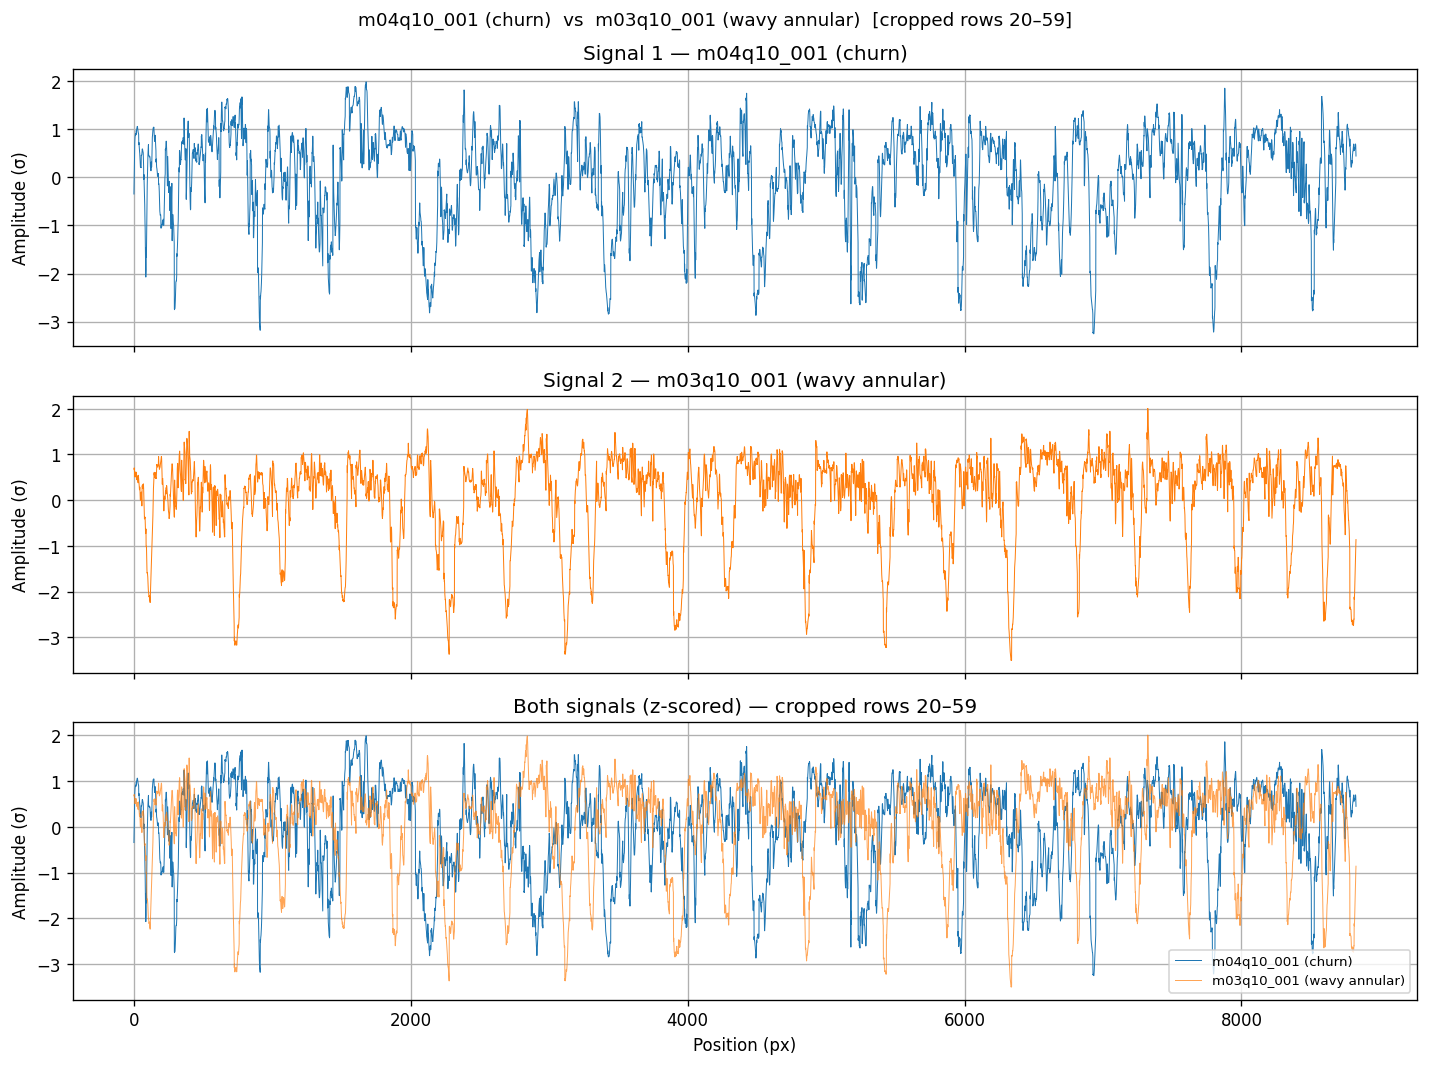 m04q10_001 (churn)  vs  m03q10_001 (wavy annular)  [cropped rows 20–59]
Signal 1 — m04q10_001 (churn)
Amplitude (σ)
2
1
0
−1
−2
−3
Signal 2 — m03q10_001 (wavy annular)
Amplitude (σ)
2
1
0
−1
−2
−3
Both signals (z-scored) — cropped rows 20–59
Amplitude (σ)
2
1
0
−1
−2
−3
m04q10_001 (churn)
m03q10_001 (wavy annular)
0 2000 4000 6000 8000
Position (px)